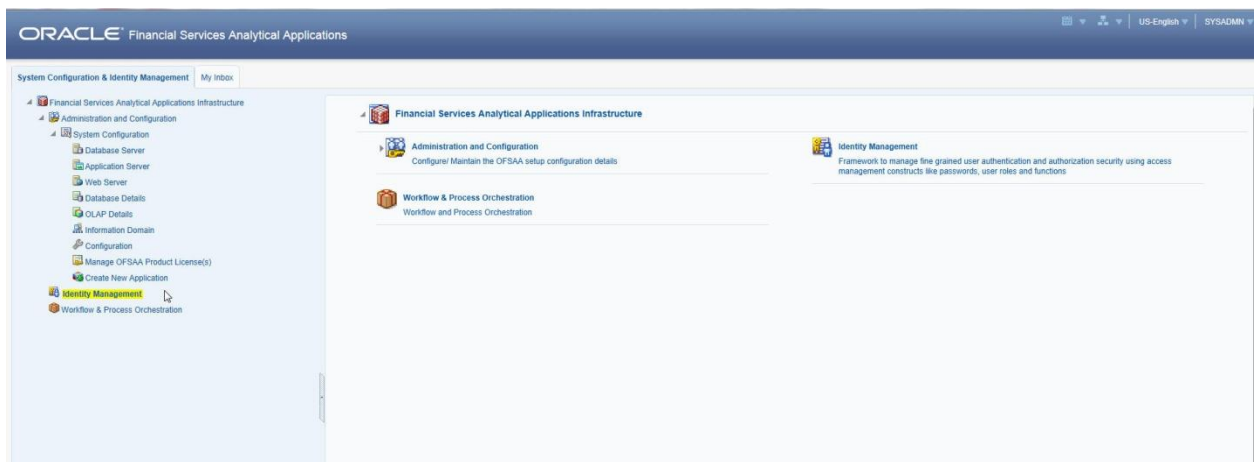 ORACLE Financial Services Analytical Applications
US-English
SYSADMN
System Configuration & Identity Management
My Inbox
Financial Services Analytical Applications Infrastructure
Administration and Configuration
System Configuration
Database Server
Application Server
Web Server
Database Details
OLAP Details
Information Domain
Configuration
Manage OFSAA Product License(s)
Create New Application
Identity Management
Workflow & Process Orchestration
Financial Services Analytical Applications Infrastructure
Administration and Configuration
Configure/ Maintain the OFSAA setup configuration details
Identity Management
Framework to manage fine grained user authentication and authorization security using access
management constructs like passwords, user roles and functions
Workflow & Process Orchestration
Workflow and Process Orchestration